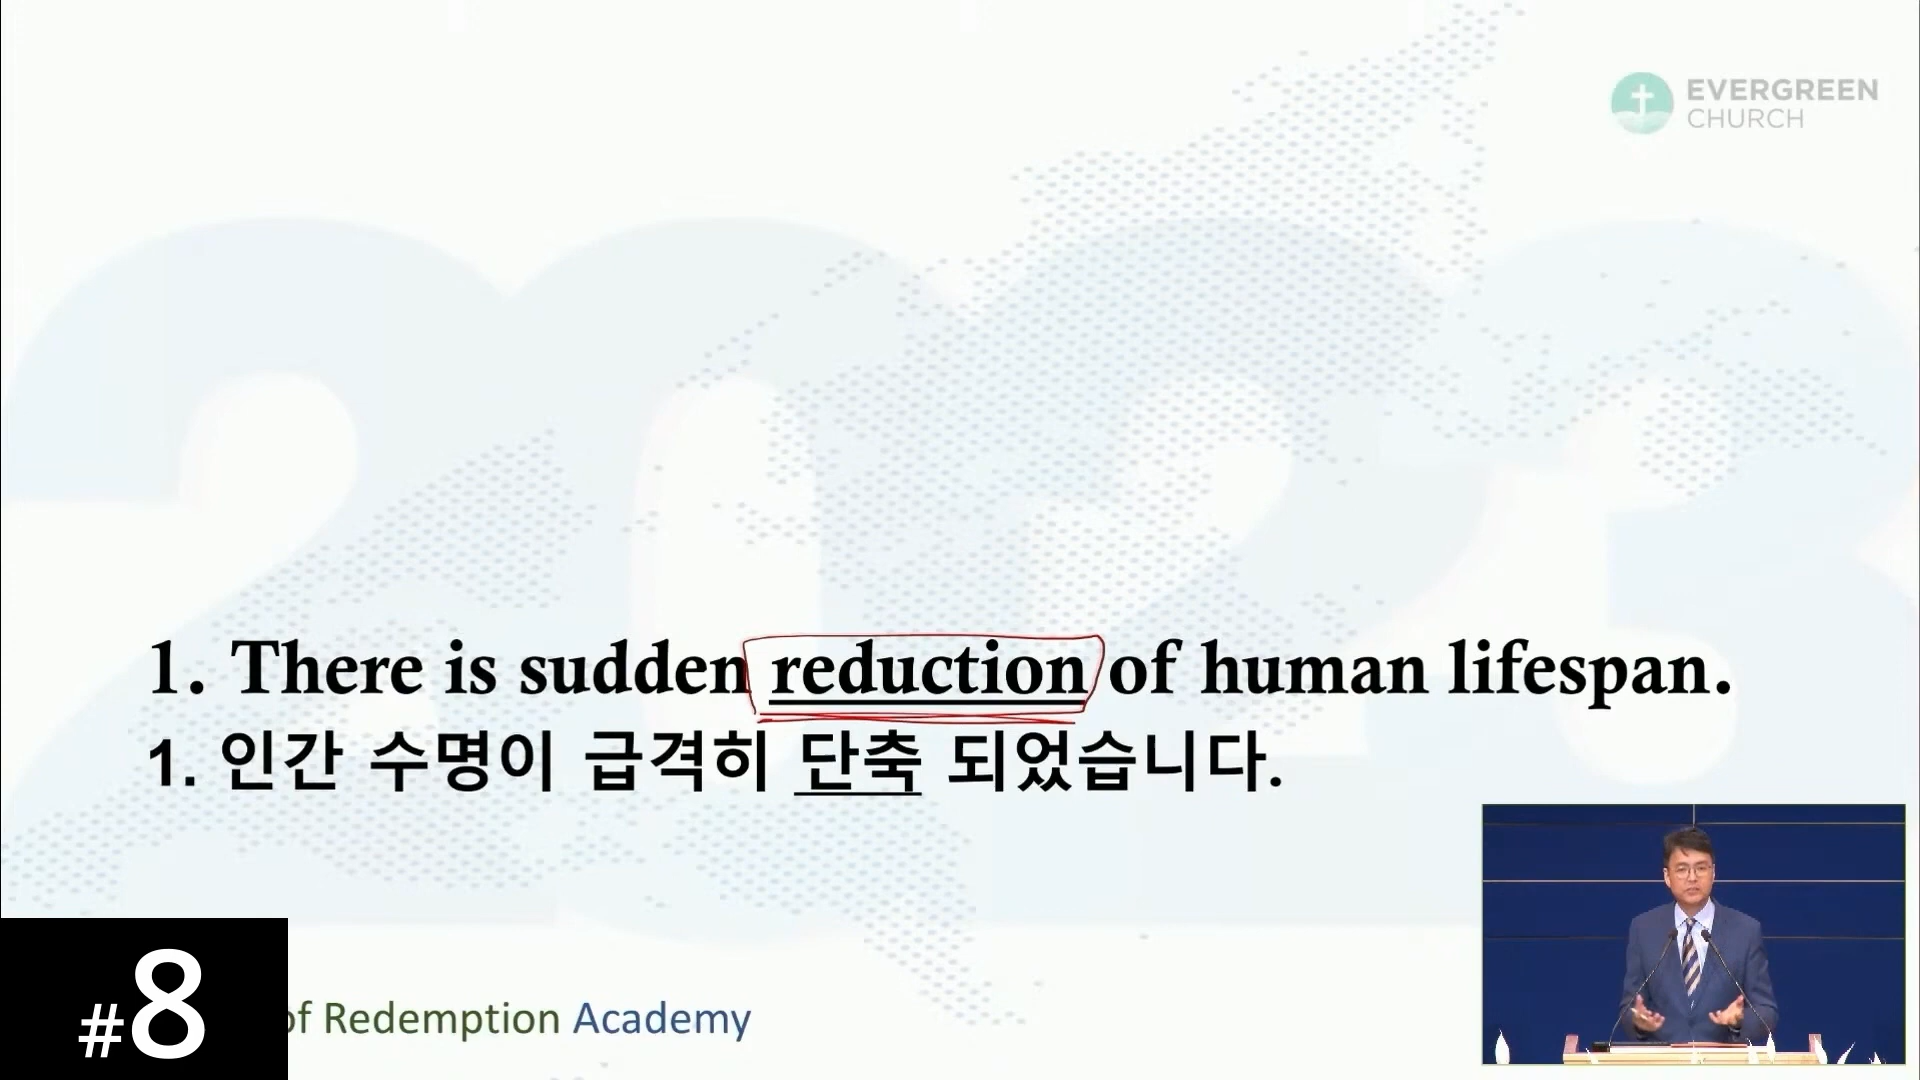 EVERGREEN
CHURCH
1. There is sudden reduction of human lifespan.
1. 인간 수명이 급격히 단축 되었습니다.
#8
of Redemption Academy